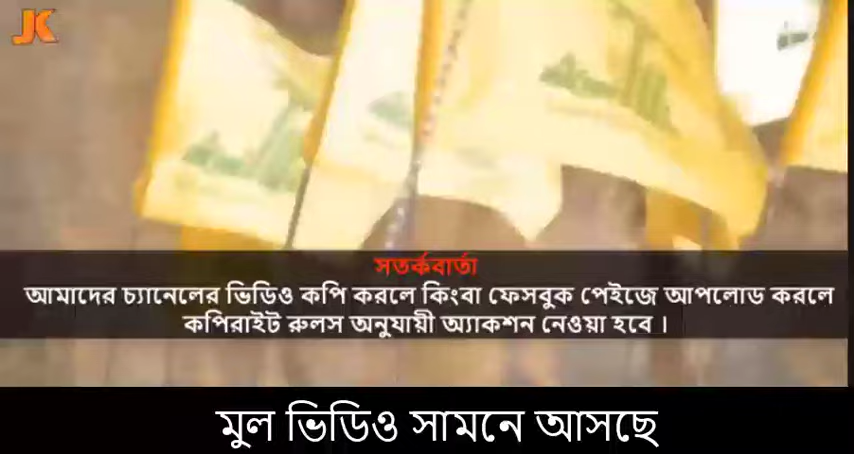 JK
সতর্কবার্তা
আমাদের চ্যানেলের ভিডিও কপি করলে কিংবা ফেসবুক পেইজে আপলোড করলে
কপিরাইট রুলস অনুযায়ী অ্যাকশন নেওয়া হবে ।
মুল ভিডিও সামনে আসছে